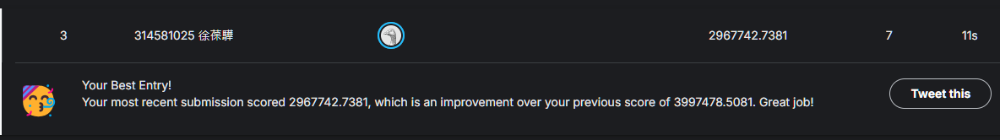 3 314581025 徐葆驊 2967742.7381 7 11s
Your Best Entry!
Your most recent submission scored 2967742.7381, which is an improvement over your previous score of 3997478.5081. Great job!
Tweet this